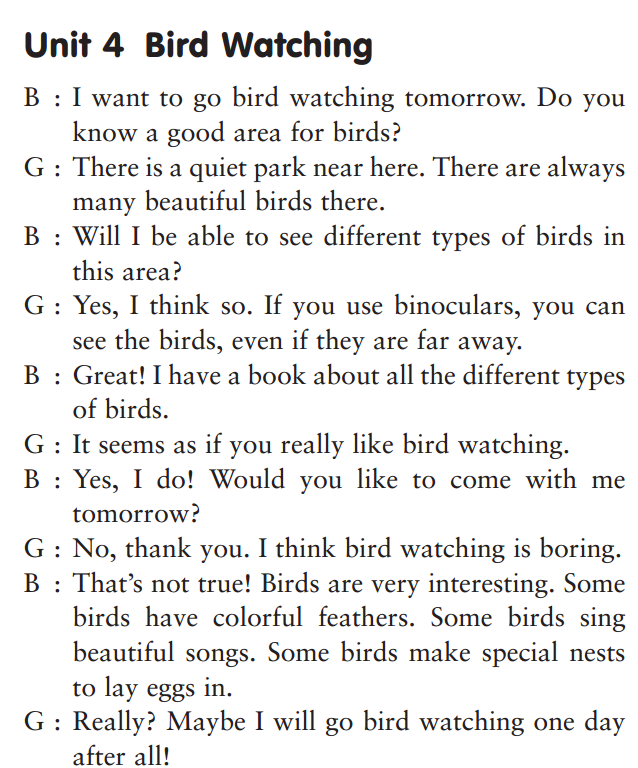 Unit 4 Bird Watching
B : I want to go bird watching tomorrow. Do you
know a good area for birds?
G : There is a quiet park near here. There are always
many beautiful birds there.
B : Will I be able to see different types of birds in
this area?
G : Yes, I think so. If you use binoculars, you can
see the birds, even if they are far away.
B : Great! I have a book about all the different types
of birds.
G : It seems as if you really like bird watching.
B : Yes, I do! Would you like to come with me
tomorrow?
G : No, thank you. I think bird watching is boring.
B : That's not true! Birds are very interesting. Some
birds have colorful feathers. Some birds sing
beautiful songs. Some birds make special nests
to lay eggs in.
G : Really? Maybe I will go bird watching one day
after all!